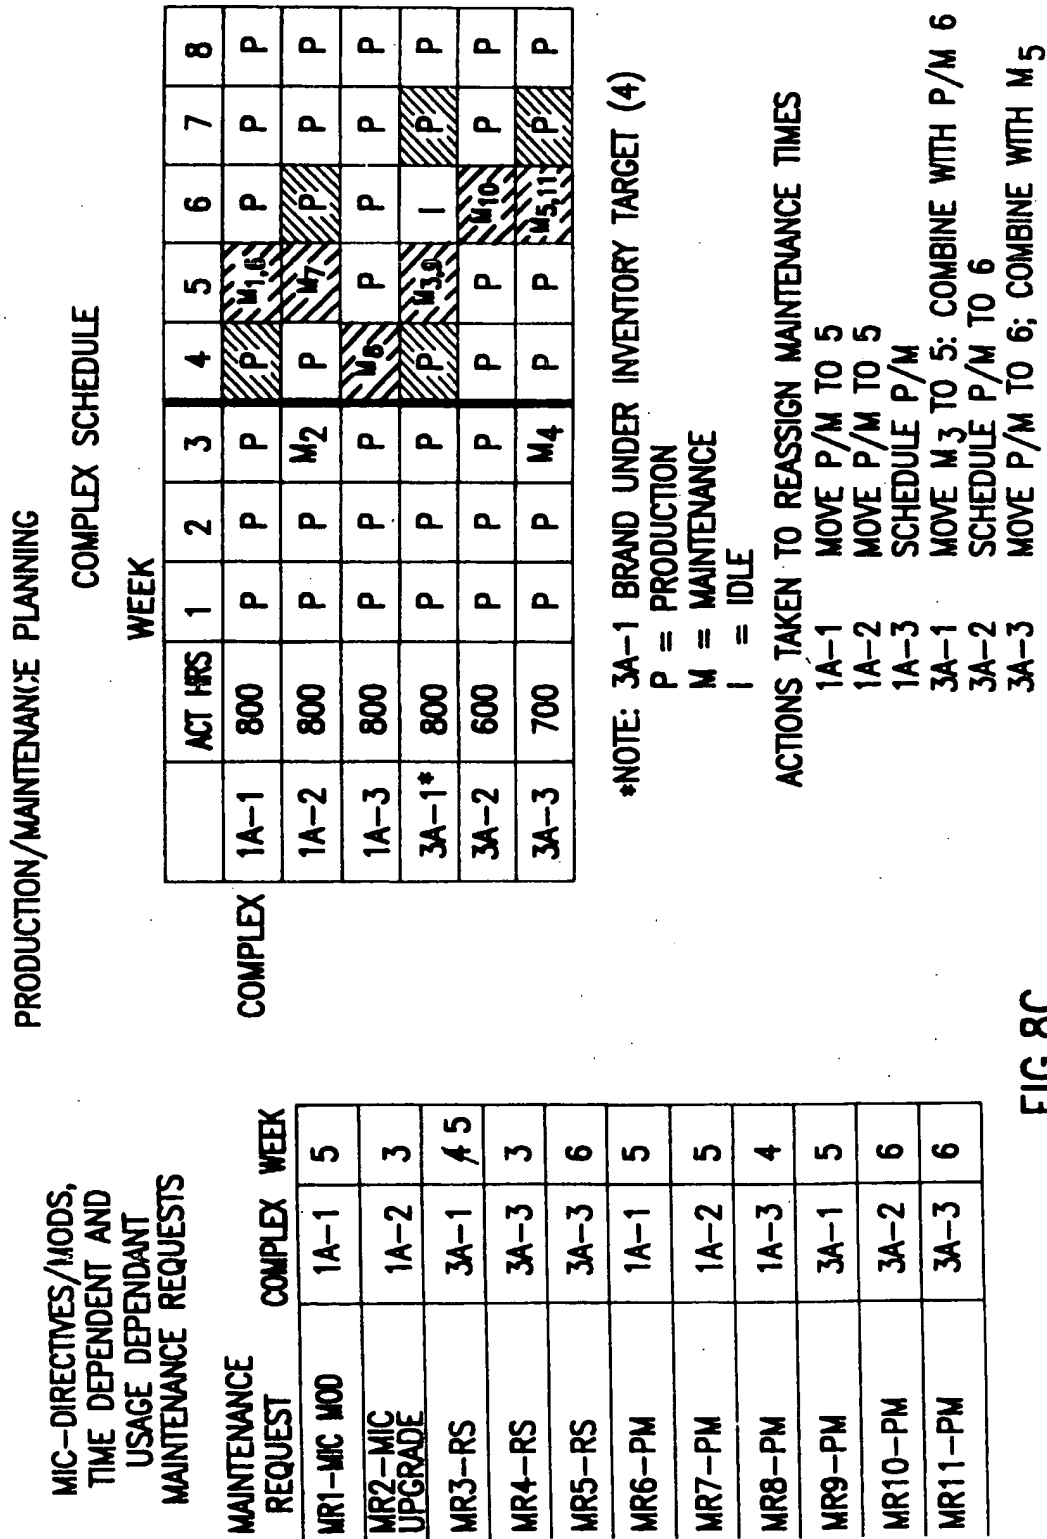 PRODUCTION/MAINTENANCE PLANNING
MIC-DIRECTIVES/MODS,
TIME DEPENDENT AND
USAGE DEPENDANT
MAINTENANCE REQUESTS
MAINTENANCE REQUEST COMPLEX WEEK
MR1-MIC MOD 1A-1 5
MR2-MIC UPGRADE 1A-2 3
MR3-RS 3A-1 4 5
MR4-RS 3A-3 3
MR5-RS 3A-3 6
MR6-PM 1A-1 5
MR7-PM 1A-2 5
MR8-PM 1A-3 4
MR9-PM 3A-1 5
MR10-PM 3A-2 6
MR11-PM 3A-3 6
COMPLEX SCHEDULE
WEEK
COMPLEX
ACT HRS 1 2 3 4 5 6 7 8
1A-1 800 P P P P M1,6 P P P
1A-2 800 P P M2 P M7 P P P
1A-3 800 P P P M8 P P P P
3A-1* 800 P P P P M3,9 I P P
3A-2 600 P P P P P M10 P P
3A-3 700 P P M4 P P M5,11 P P
*NOTE: 3A-1 BRAND UNDER INVENTORY TARGET (4)
P = PRODUCTION
M = MAINTENANCE
I = IDLE
ACTIONS TAKEN TO REASSIGN MAINTENANCE TIMES
1A-1 MOVE P/M TO 5
1A-2 MOVE P/M TO 5
1A-3 SCHEDULE P/M
3A-1 MOVE M3 TO 5: COMBINE WITH P/M 6
3A-2 SCHEDULE P/M TO 6
3A-3 MOVE P/M TO 6; COMBINE WITH M5
FIG.8C